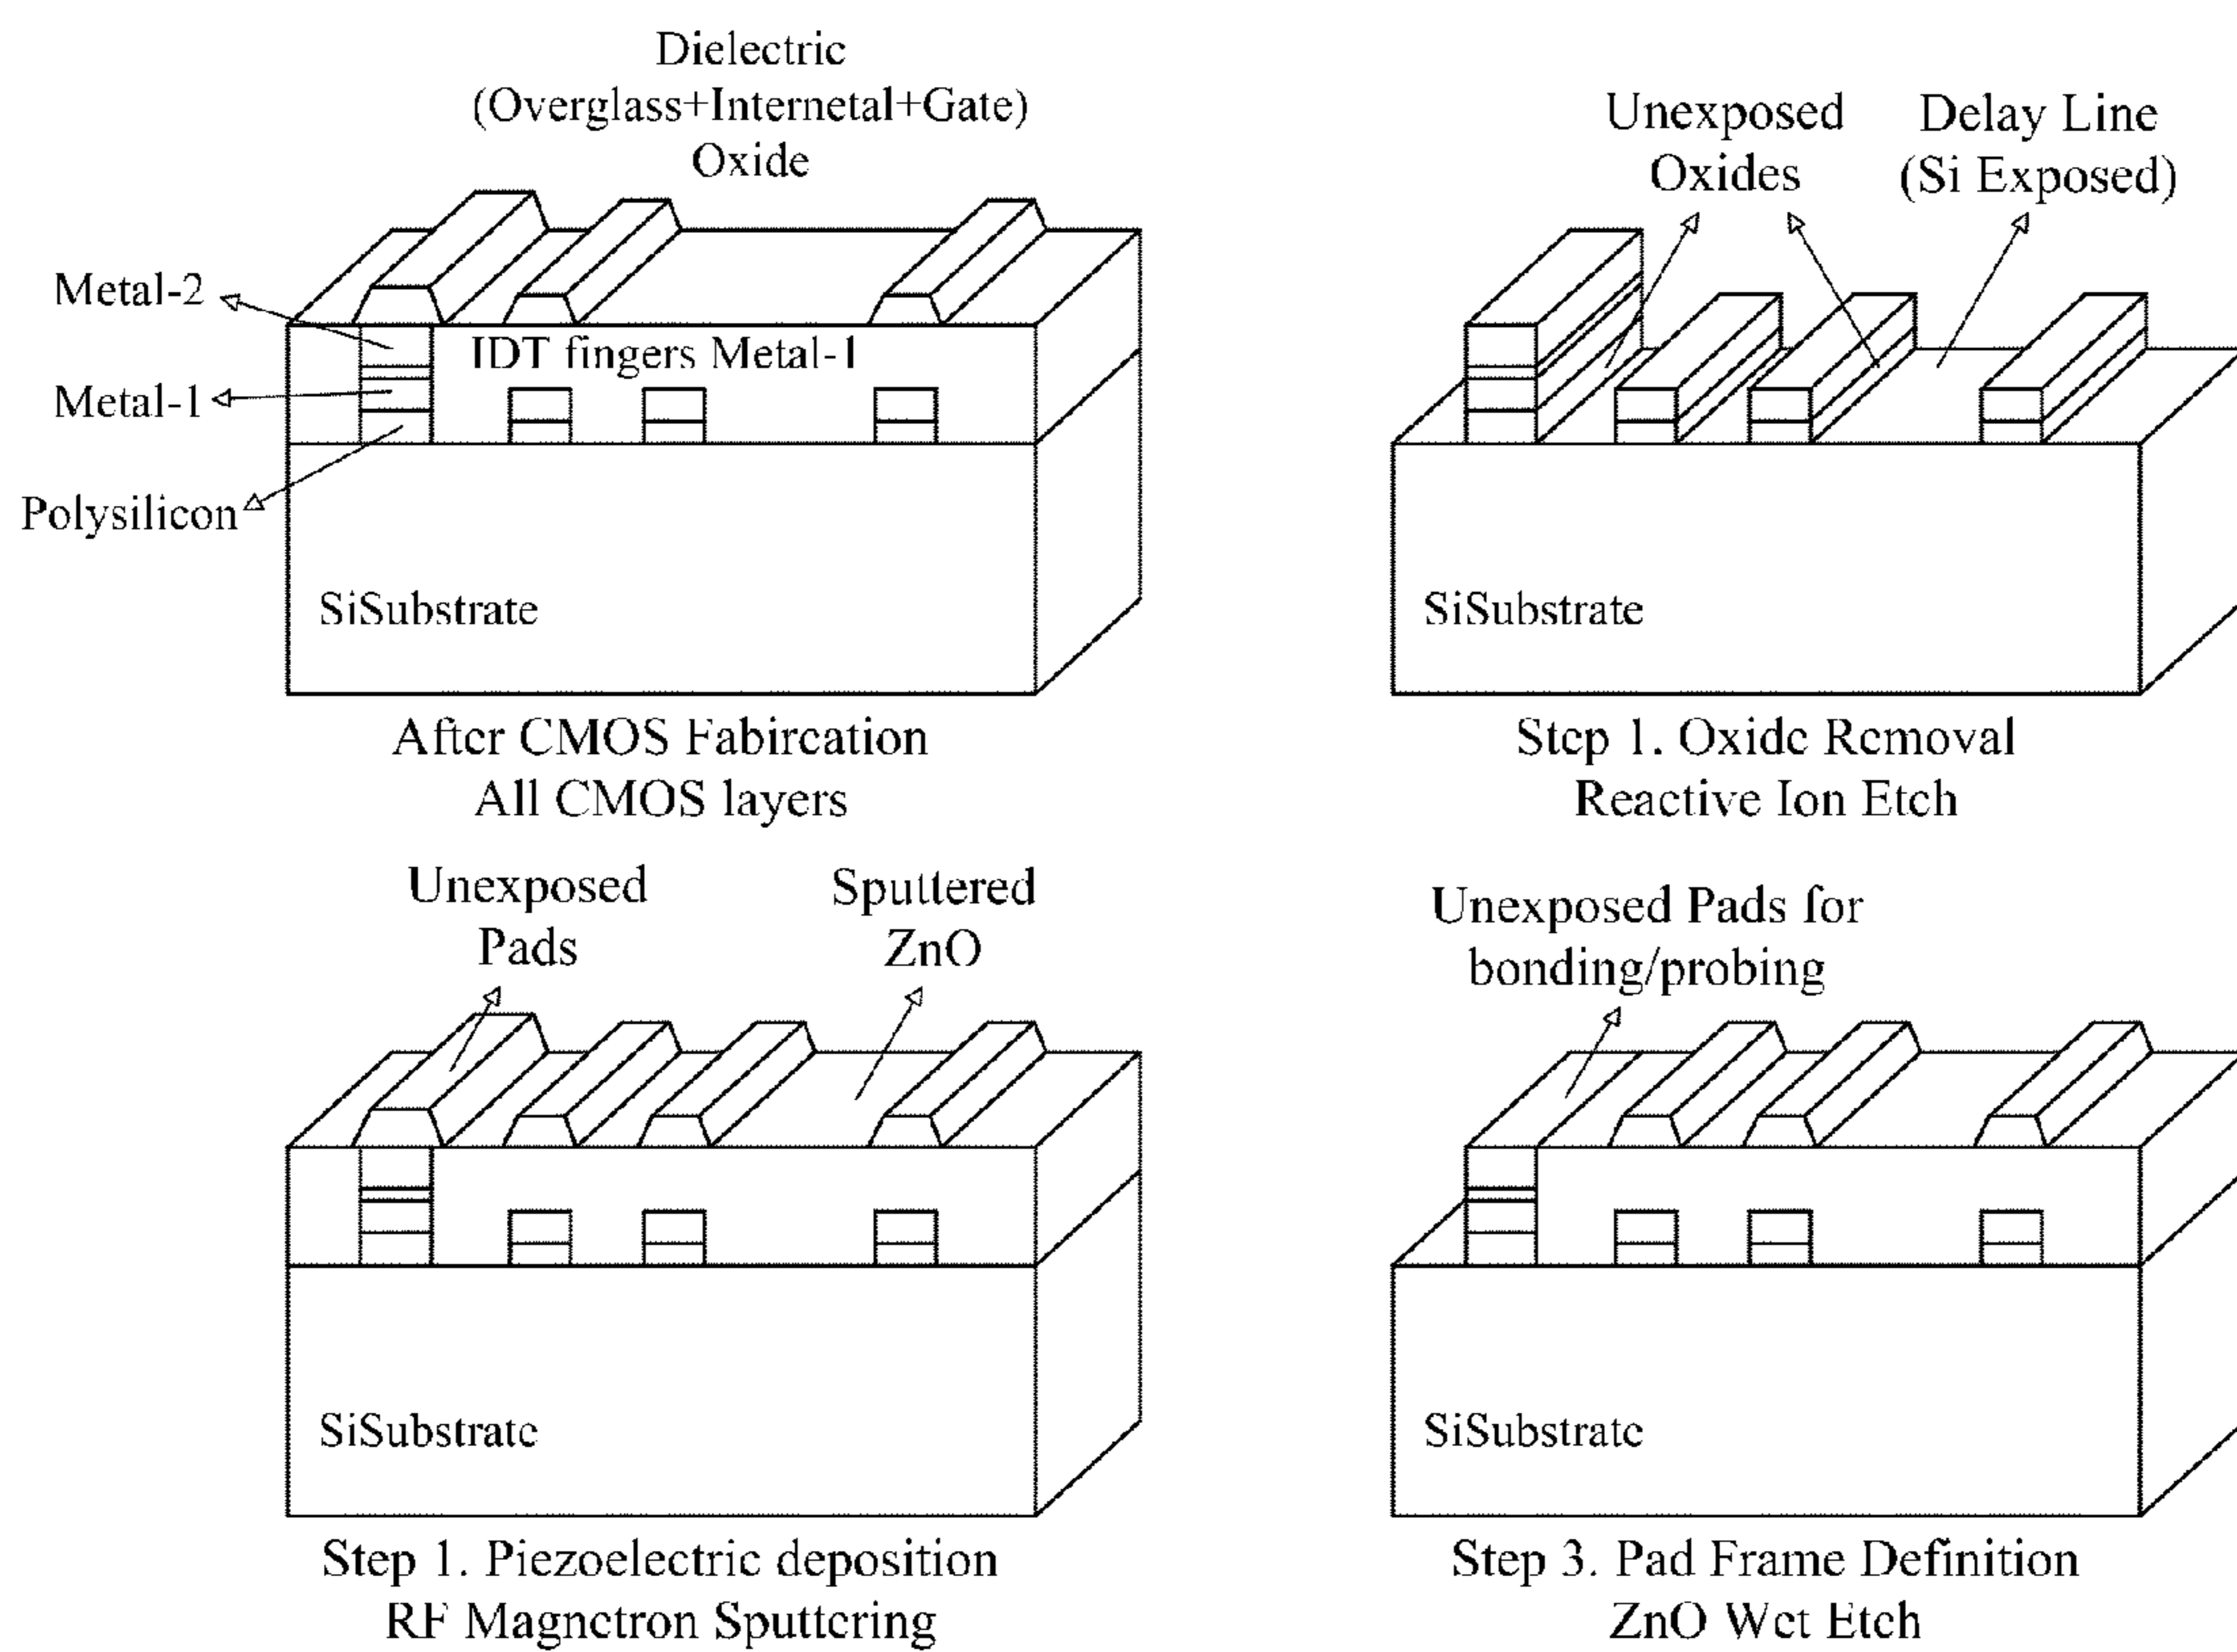 Dielectric
(Overglass+Internetal+Gate)
Oxide
Metal-2
IDT fingers Metal-1
Metal-1
Polysilicon
SiSubstrate
After CMOS Fabircation
All CMOS layers
Unexposed
Oxides
Delay Line
(Si Exposed)
SiSubstrate
Step 1. Oxide Removal
Reactive Ion Etch
Unexposed
Pads
Sputtered
ZnO
SiSubstrate
Step 1. Piezoelectric deposition
RF Magnetron Sputtering
Unexposed Pads for
bonding/probing
SiSubstrate
Step 3. Pad Frame Definition
ZnO Wet Etch